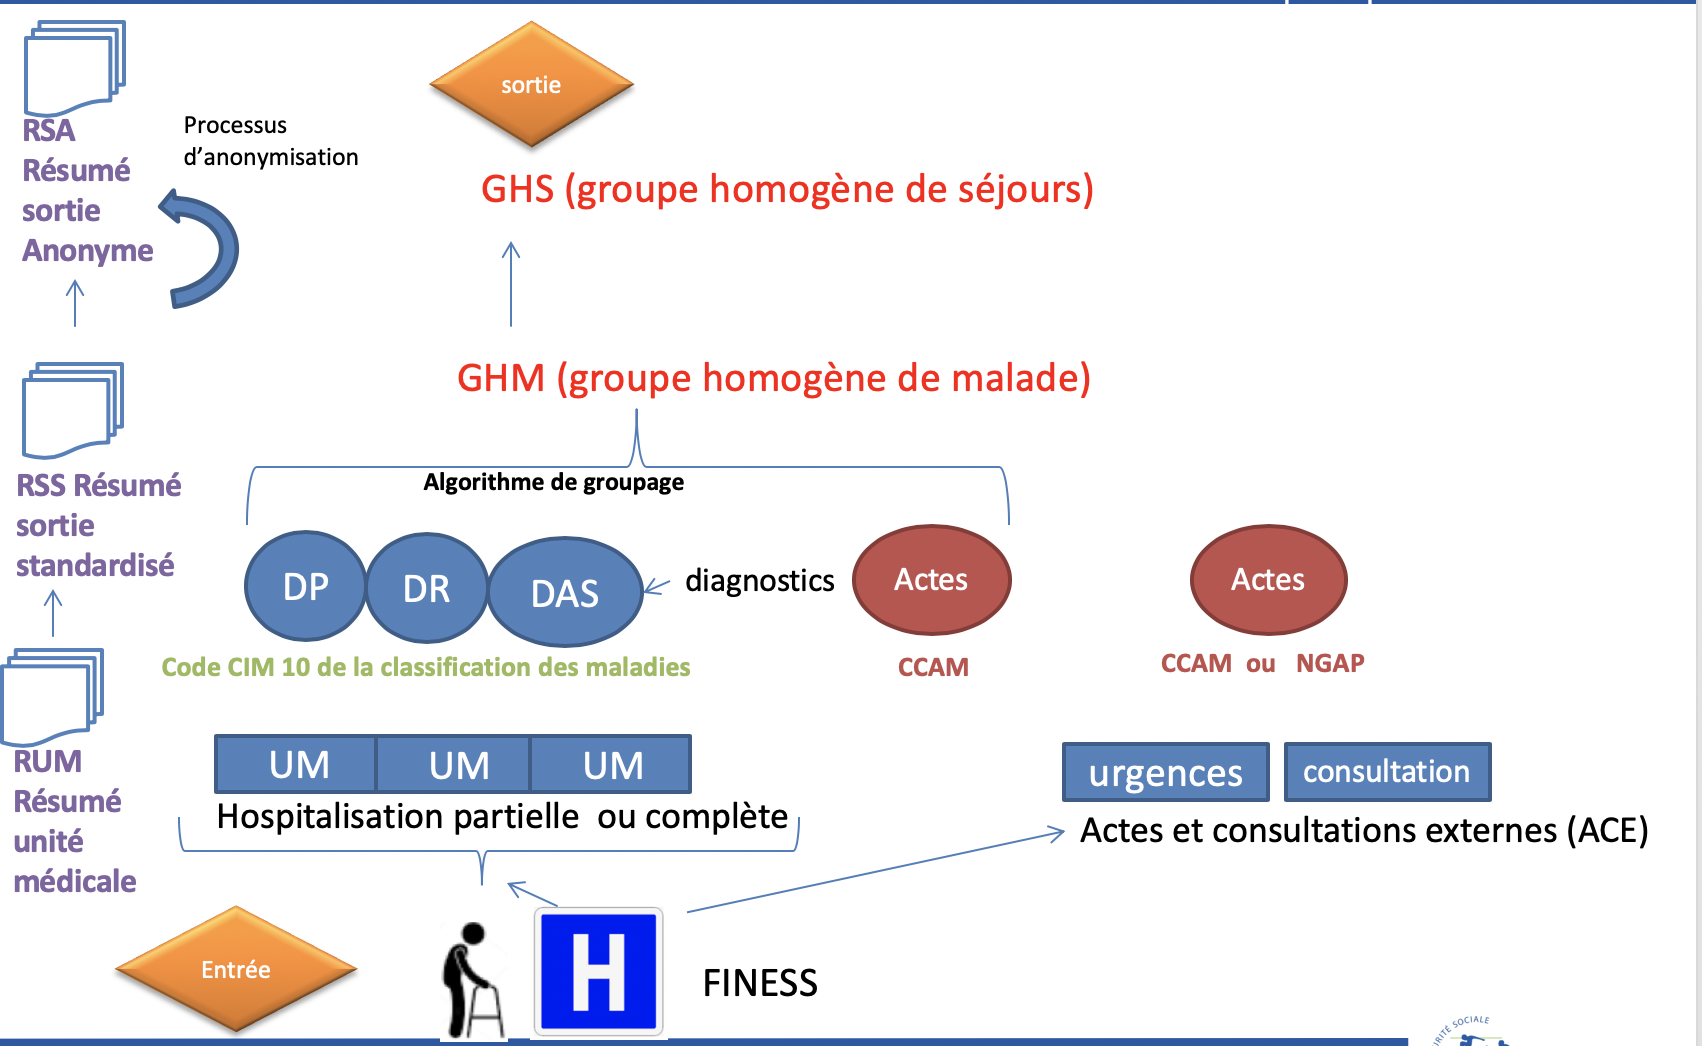 sortie
RSA
Résumé
sortie
Anonyme
Processus
d’anonymisation
GHS (groupe homogène de séjours)
GHM (groupe homogène de malade)
Algorithme de groupage
RSS Résumé
sortie
standardisé
DP
DR
DAS
diagnostics
Actes
Actes
Code CIM 10 de la classification des maladies
CCAM
CCAM ou NGAP
RUM
Résumé
unité
médicale
UM
UM
UM
urgences
consultation
Hospitalisation partielle ou complète
Actes et consultations externes (ACE)
Entrée
H
FINESS
SOCIALE